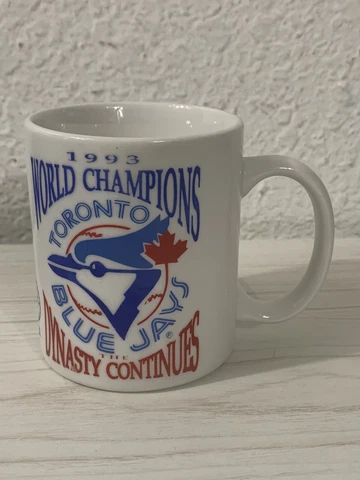 1993
WORLD CHAMPIONS
TORONTO
BLUE JAYS
®
THE
DYNASTY CONTINUES